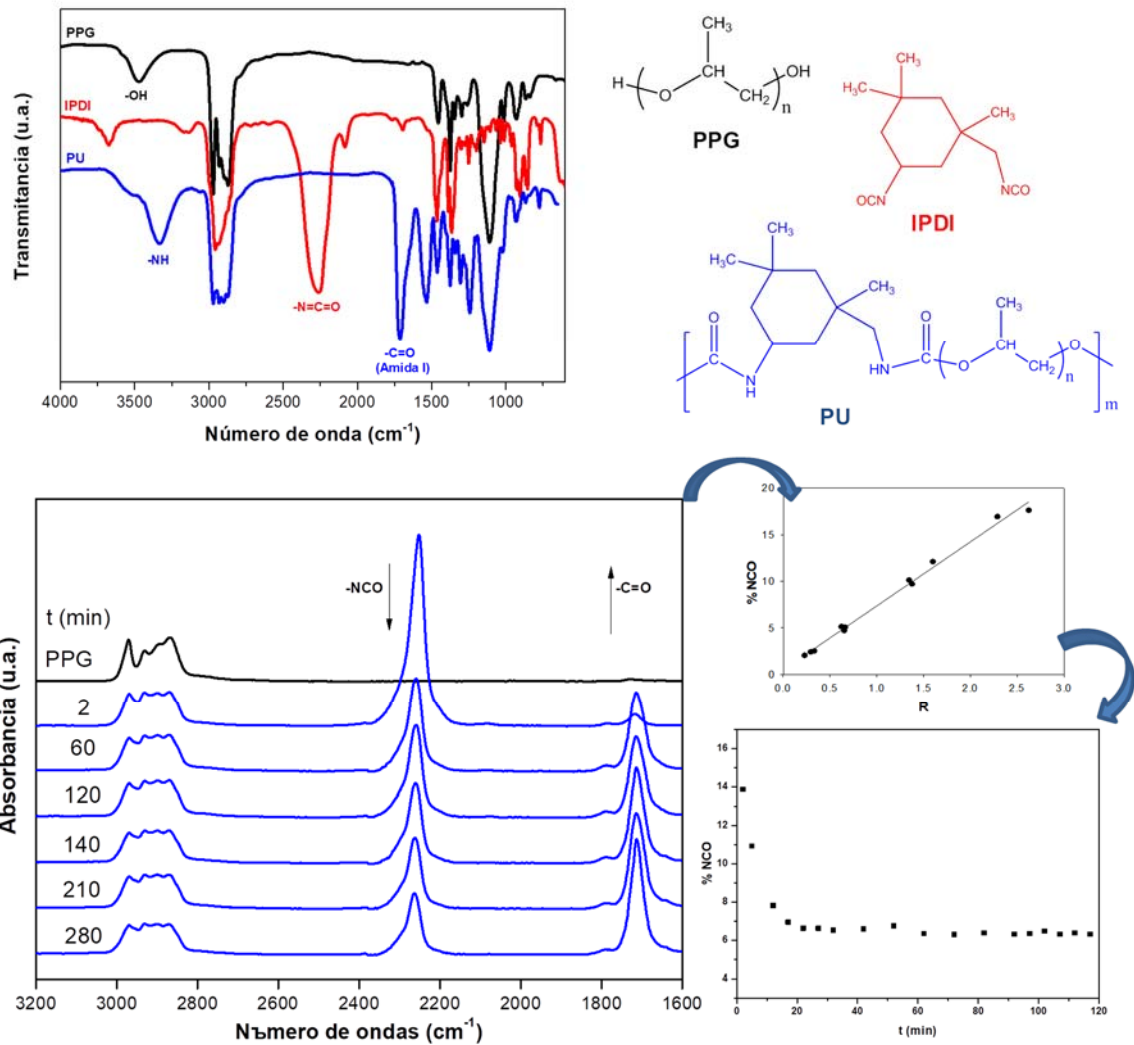 PPG
-OH
IPDI
PU
-NH
-N=C=O
-C=O
(Amida I)
Transmitancia (u.a.)
4000 3500 3000 2500 2000 1500 1000
Número de onda (cm⁻¹)
CH₃
H ( O CH CH₂ )n OH
PPG
H₃C CH₃
H₃C
CH₃
OCN NCO
IPDI
CH₃
H₃C
CH₃
O O CH₃
[ C N H HN C ( O CH CH₂ )n O ]m
PU
t (min)
PPG
2
60
120
140
210
280
-NCO
-C=O
Absorbancia (u.a.)
3200 3000 2800 2600 2400 2200 2000 1800 1600
Nъmero de ondas (cm⁻¹)
20
15
10
5
0
% NCO
0.0 0.5 1.0 1.5 2.0 2.5 3.0
R
16
14
12
10
8
6
4
% NCO
0 20 40 60 80 100 120
t (min)